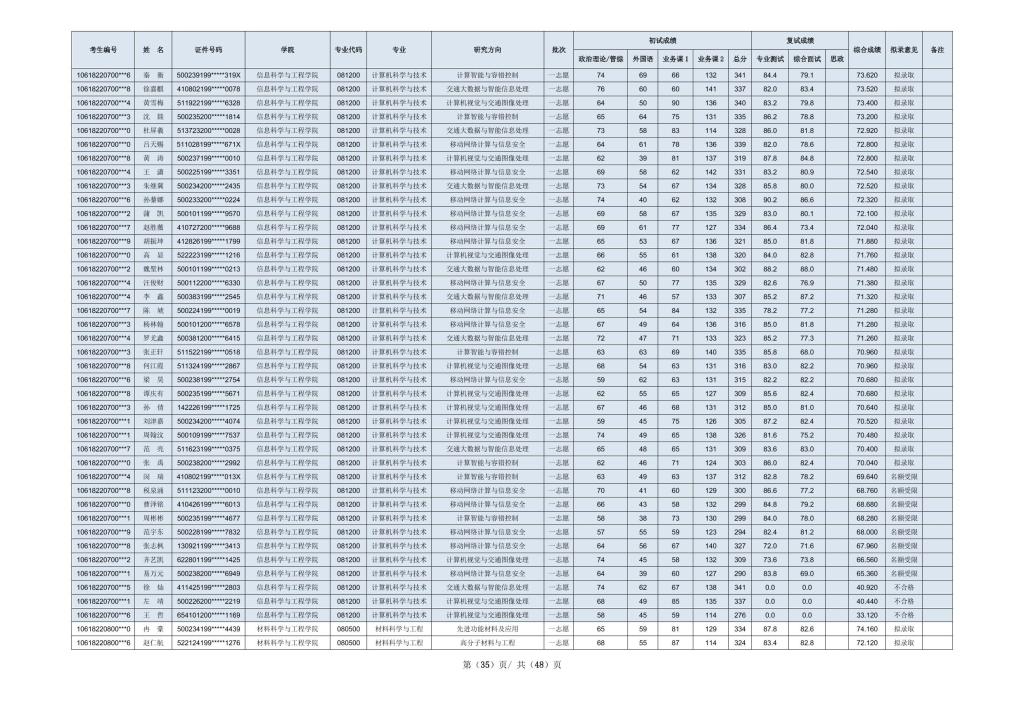 考生编号 姓 名 证件号码 学院 专业代码 专业 研究方向 批次 初试成绩 复试成绩 综合成绩 拟录意见 备注
政治理论/管综 外国语 业务课1 业务课2 总分 专业测试 综合面试 思政
10618220700***6 秦 衡 500239199*****319X 信息科学与工程学院 081200 计算机科学与技术 计算智能与容错控制 一志愿 74 69 66 132 341 84.4 79.1 73.620 拟录取
10618220700***8 徐嘉麒 410802199*****0078 信息科学与工程学院 081200 计算机科学与技术 交通大数据与智能信息处理 一志愿 76 60 60 141 337 82.0 83.4 73.520 拟录取
10618220700***4 黄雪梅 511922199*****6328 信息科学与工程学院 081200 计算机科学与技术 计算机视觉与交通图像处理 一志愿 64 50 90 136 340 83.2 79.8 73.400 拟录取
10618220700***3 沈  500235200*****1814 信息科学与工程学院 081200 计算机科学与技术 计算智能与容错控制 一志愿 65 64 75 131 335 86.2 78.8 73.200 拟录取
10618220700***0 杜屏羲 513723200*****0028 信息科学与工程学院 081200 计算机科学与技术 交通大数据与智能信息处理 一志愿 73 58 83 114 328 86.0 81.8 72.920 拟录取
10618220700***0 吕天赐 511028199*****671X 信息科学与工程学院 081200 计算机科学与技术 移动网络计算与信息安全 一志愿 64 61 78 136 339 82.0 78.6 72.800 拟录取
10618220700***8 黄 涛 500237199*****0010 信息科学与工程学院 081200 计算机科学与技术 计算机视觉与交通图像处理 一志愿 62 39 81 137 319 87.8 84.8 72.800 拟录取
10618220700***4 王 潇 500225199*****3351 信息科学与工程学院 081200 计算机科学与技术 移动网络计算与信息安全 一志愿 69 58 62 142 331 83.2 80.9 72.540 拟录取
10618220700***3 朱继冀 500234200*****2435 信息科学与工程学院 081200 计算机科学与技术 交通大数据与智能信息处理 一志愿 73 54 67 134 328 85.8 80.0 72.520 拟录取
10618220700***6 孙黎娜 500233200*****0224 信息科学与工程学院 081200 计算机科学与技术 移动网络计算与信息安全 一志愿 74 40 62 132 308 90.2 86.6 72.320 拟录取
10618220700***2 蒲 凯 500101199*****9570 信息科学与工程学院 081200 计算机科学与技术 移动网络计算与信息安全 一志愿 69 58 67 135 329 83.0 80.1 72.100 拟录取
10618220700***7 赵胜薇 410727200*****9688 信息科学与工程学院 081200 计算机科学与技术 移动网络计算与信息安全 一志愿 69 61 77 127 334 86.4 73.4 72.040 拟录取
10618220700***9 胡振坤 412826199*****1799 信息科学与工程学院 081200 计算机科学与技术 移动网络计算与信息安全 一志愿 65 53 67 136 321 85.0 81.8 71.880 拟录取
10618220700***0 高 显 522223199*****1216 信息科学与工程学院 081200 计算机科学与技术 计算机视觉与交通图像处理 一志愿 66 55 61 138 320 84.0 82.8 71.760 拟录取
10618220700***2 魏聖林 500101199*****0213 信息科学与工程学院 081200 计算机科学与技术 交通大数据与智能信息处理 一志愿 62 46 60 134 302 88.2 88.0 71.480 拟录取
10618220700***4 汪俊财 500112200*****6330 信息科学与工程学院 081200 计算机科学与技术 移动网络计算与信息安全 一志愿 67 50 77 135 329 82.6 76.9 71.380 拟录取
10618220700***4 李 鑫 500383199*****2545 信息科学与工程学院 081200 计算机科学与技术 交通大数据与智能信息处理 一志愿 71 46 57 133 307 85.2 87.2 71.320 拟录取
10618220700***7 陈 琥 500224199*****0019 信息科学与工程学院 081200 计算机科学与技术 移动网络计算与信息安全 一志愿 65 54 84 132 335 78.2 77.2 71.280 拟录取
10618220700***3 杨林翰 500101200*****6578 信息科学与工程学院 081200 计算机科学与技术 移动网络计算与信息安全 一志愿 67 49 64 136 316 85.0 81.8 71.280 拟录取
10618220700***4 罗光鑫 500381200*****6415 信息科学与工程学院 081200 计算机科学与技术 交通大数据与智能信息处理 一志愿 72 47 71 133 323 85.2 77.3 71.260 拟录取
10618220700***3 张正轩 511522199*****0518 信息科学与工程学院 081200 计算机科学与技术 计算智能与容错控制 一志愿 63 63 69 140 335 85.8 68.0 70.960 拟录取
10618220700***8 何江霞 511324199*****2867 信息科学与工程学院 081200 计算机科学与技术 计算机视觉与交通图像处理 一志愿 68 54 63 131 316 83.0 82.2 70.960 拟录取
10618220700***6 梁 昊 500238199*****2754 信息科学与工程学院 081200 计算机科学与技术 移动网络计算与信息安全 一志愿 59 62 63 131 315 82.2 82.2 70.680 拟录取
10618220700***8 谭庆有 500235199*****5671 信息科学与工程学院 081200 计算机科学与技术 计算机视觉与交通图像处理 一志愿 62 55 65 127 309 85.6 82.4 70.680 拟录取
10618220700***3 孙 倩 142226199*****1725 信息科学与工程学院 081200 计算机科学与技术 计算机视觉与交通图像处理 一志愿 67 46 68 131 312 85.0 81.0 70.640 拟录取
10618220700***1 刘津嘉 500234200*****4074 信息科学与工程学院 081200 计算机科学与技术 计算机视觉与交通图像处理 一志愿 59 45 75 126 305 87.2 82.4 70.520 拟录取
10618220700***1 周翰汶 500109199*****7537 信息科学与工程学院 081200 计算机科学与技术 计算机视觉与交通图像处理 一志愿 74 49 65 138 326 81.6 75.2 70.480 拟录取
10618220700***7 范 亮 511623199*****0375 信息科学与工程学院 081200 计算机科学与技术 交通大数据与智能信息处理 一志愿 65 48 65 131 309 83.6 83.0 70.400 拟录取
10618220700***0 张 禹 500238200*****2992 信息科学与工程学院 081200 计算机科学与技术 计算智能与容错控制 一志愿 62 46 71 124 303 86.0 82.4 70.040 拟录取
10618220700***4 闵 瑞 410802199*****013X 信息科学与工程学院 081200 计算机科学与技术 计算智能与容错控制 一志愿 63 49 63 137 312 82.8 78.2 69.640 名额受限
10618220700***8 税泉涵 511123200*****0010 信息科学与工程学院 081200 计算机科学与技术 移动网络计算与信息安全 一志愿 70 41 60 129 300 86.6 77.2 68.760 名额受限
10618220700***0 曹泽铭 410426199*****6013 信息科学与工程学院 081200 计算机科学与技术 移动网络计算与信息安全 一志愿 66 43 58 132 299 84.8 79.2 68.680 名额受限
10618220700***1 周彬彬 500235199*****4677 信息科学与工程学院 081200 计算机科学与技术 计算智能与容错控制 一志愿 58 38 73 130 299 84.0 78.0 68.280 名额受限
10618220700***9 范宇东 500228199*****7832 信息科学与工程学院 081200 计算机科学与技术 移动网络计算与信息安全 一志愿 57 55 59 123 294 82.4 81.2 68.000 名额受限
10618220700***8 张志枫 130921199*****3413 信息科学与工程学院 081200 计算机科学与技术 移动网络计算与信息安全 一志愿 64 56 67 140 327 72.0 71.6 67.960 名额受限
10618220700***2 齐艺凯 622801199*****1425 信息科学与工程学院 081200 计算机科学与技术 计算机视觉与交通图像处理 一志愿 74 45 58 132 309 73.6 73.8 66.560 名额受限
10618220700***1 易万元 500238200*****6949 信息科学与工程学院 081200 计算机科学与技术 移动网络计算与信息安全 一志愿 64 39 60 127 290 83.8 69.0 65.360 名额受限
10618220700***5 徐 灿 411425199*****2803 信息科学与工程学院 081200 计算机科学与技术 交通大数据与智能信息处理 一志愿 74 62 67 138 341 0.0 0.0 40.920 不合格
10618220700***1 左 靖 500226200*****2219 信息科学与工程学院 081200 计算机科学与技术 计算机视觉与交通图像处理 一志愿 68 49 85 135 337 0.0 0.0 40.440 不合格
10618220700***6 王 哲 654101200*****1169 信息科学与工程学院 081200 计算机科学与技术 计算机视觉与交通图像处理 一志愿 58 45 59 114 276 0.0 0.0 33.120 不合格
10618220800***0 冉 蒙 500234199*****4439 材料科学与工程学院 080500 材料科学与工程 先进功能材料及应用 一志愿 65 59 81 129 334 87.8 82.6 74.160 拟录取
10618220800***6 赵仁航 522124199*****1276 材料科学与工程学院 080500 材料科学与工程 高分子材料与工程 一志愿 68 55 87 114 324 83.4 82.8 72.120 拟录取
第（35）页/ 共（48）页